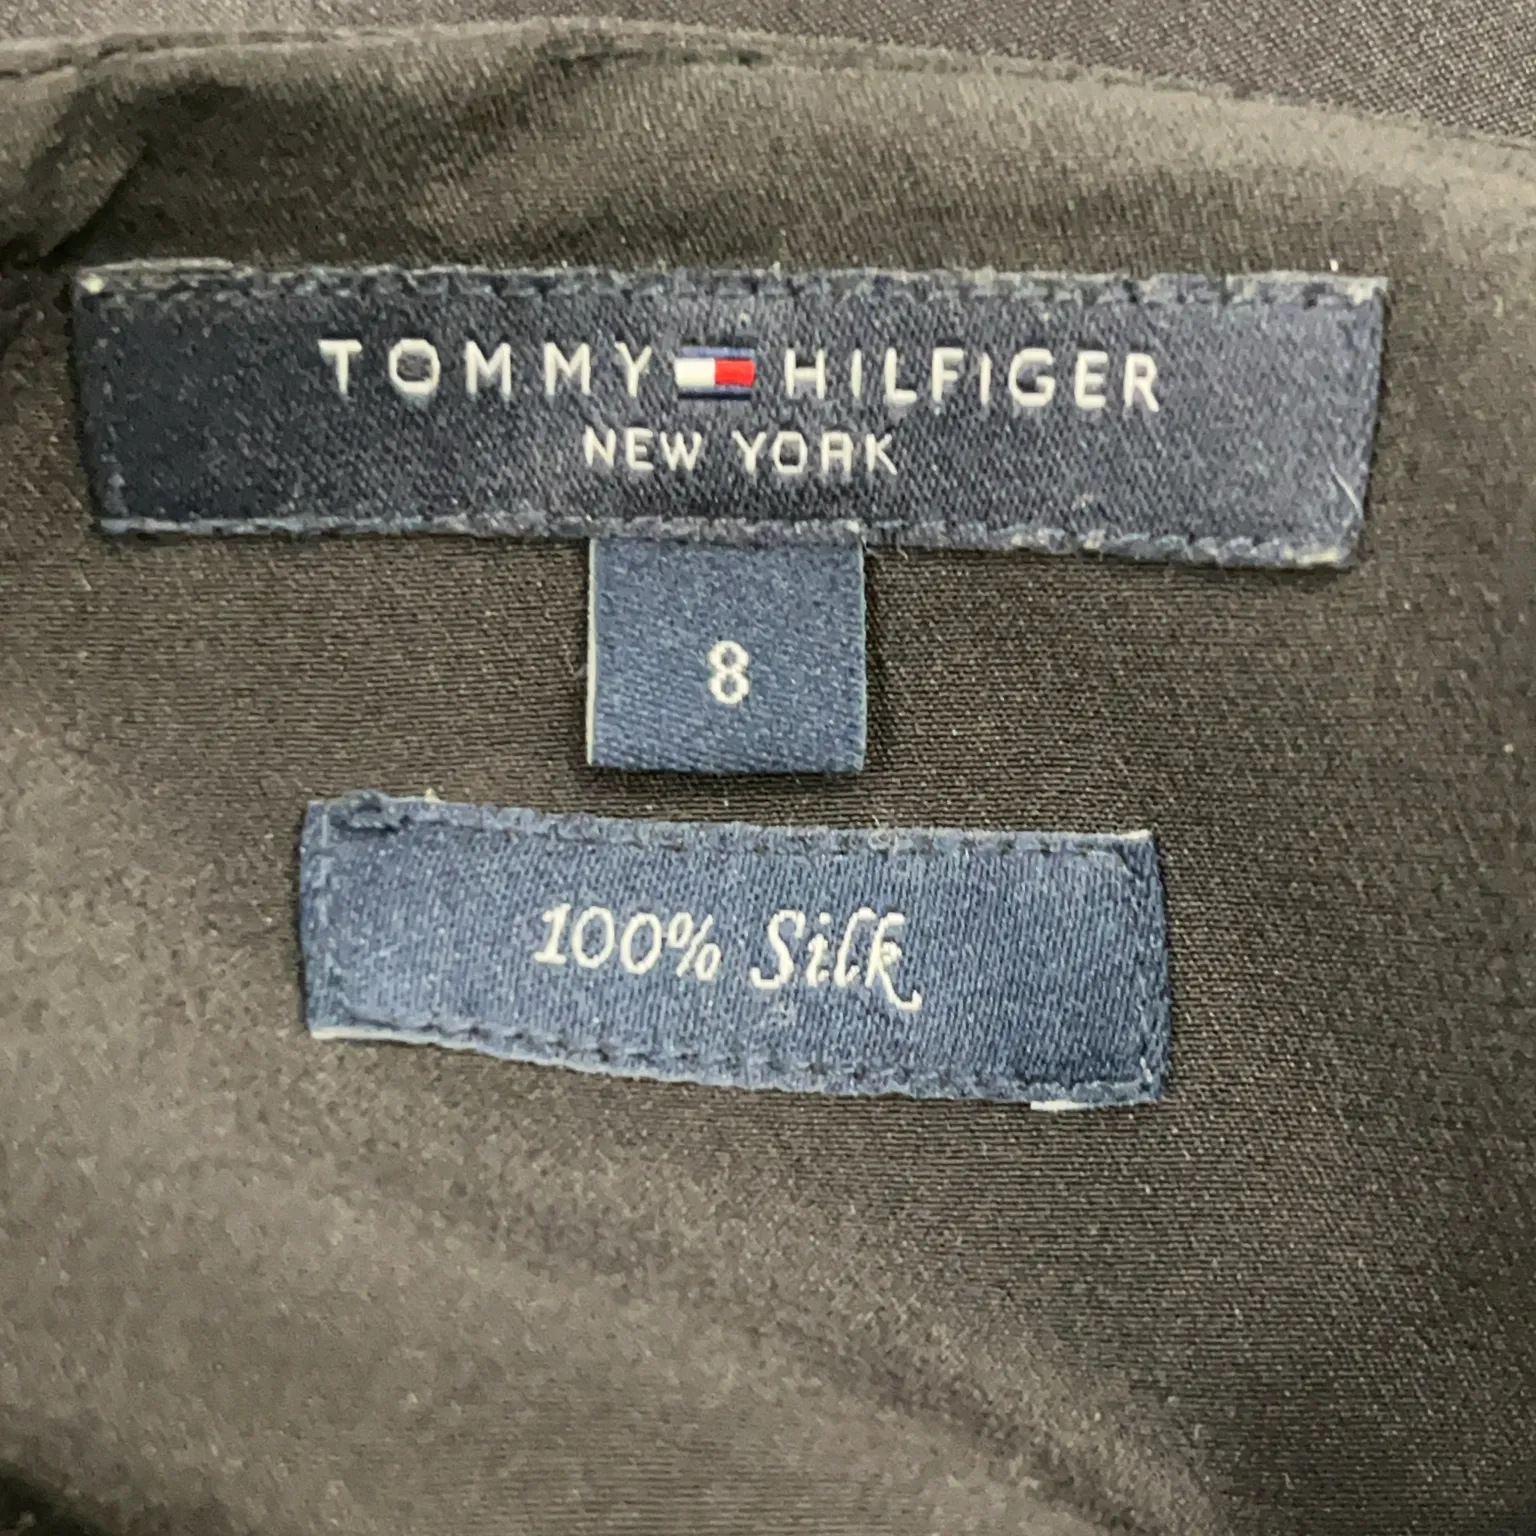 TOMMY HILFIGER
NEW YORK
8
100% Silk